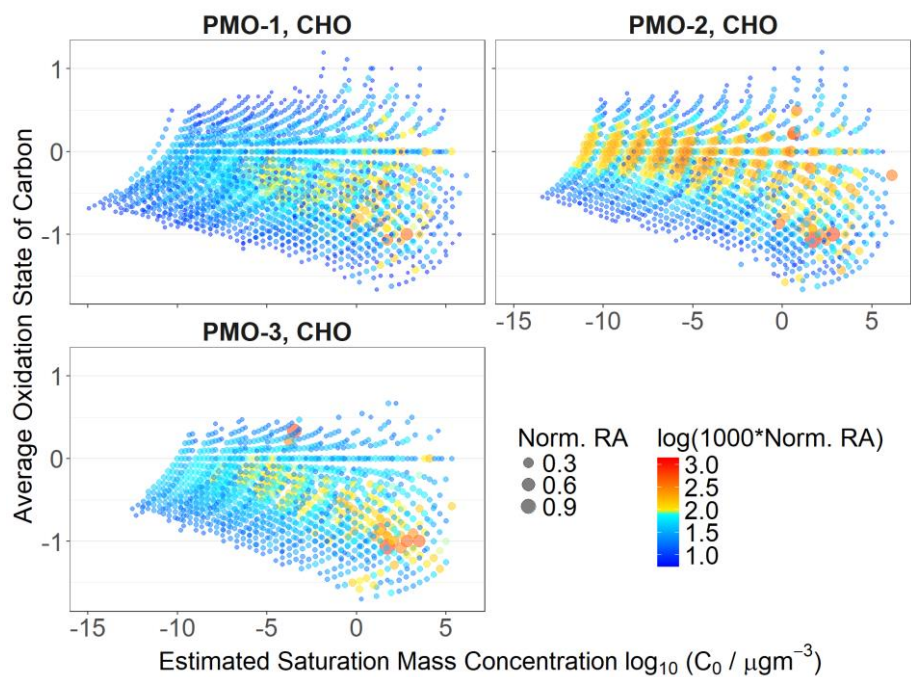 PMO-1, CHO
PMO-2, CHO
1
0
-1
-15 -10 -5 0 5
PMO-3, CHO
1
0
-1
-15 -10 -5 0 5
Average Oxidation State of Carbon
Norm. RA
0.3
0.6
0.9
log(1000*Norm. RA)
3.0
2.5
2.0
1.5
1.0
Estimated Saturation Mass Concentration log₁₀ (C₀ / μgm⁻³)